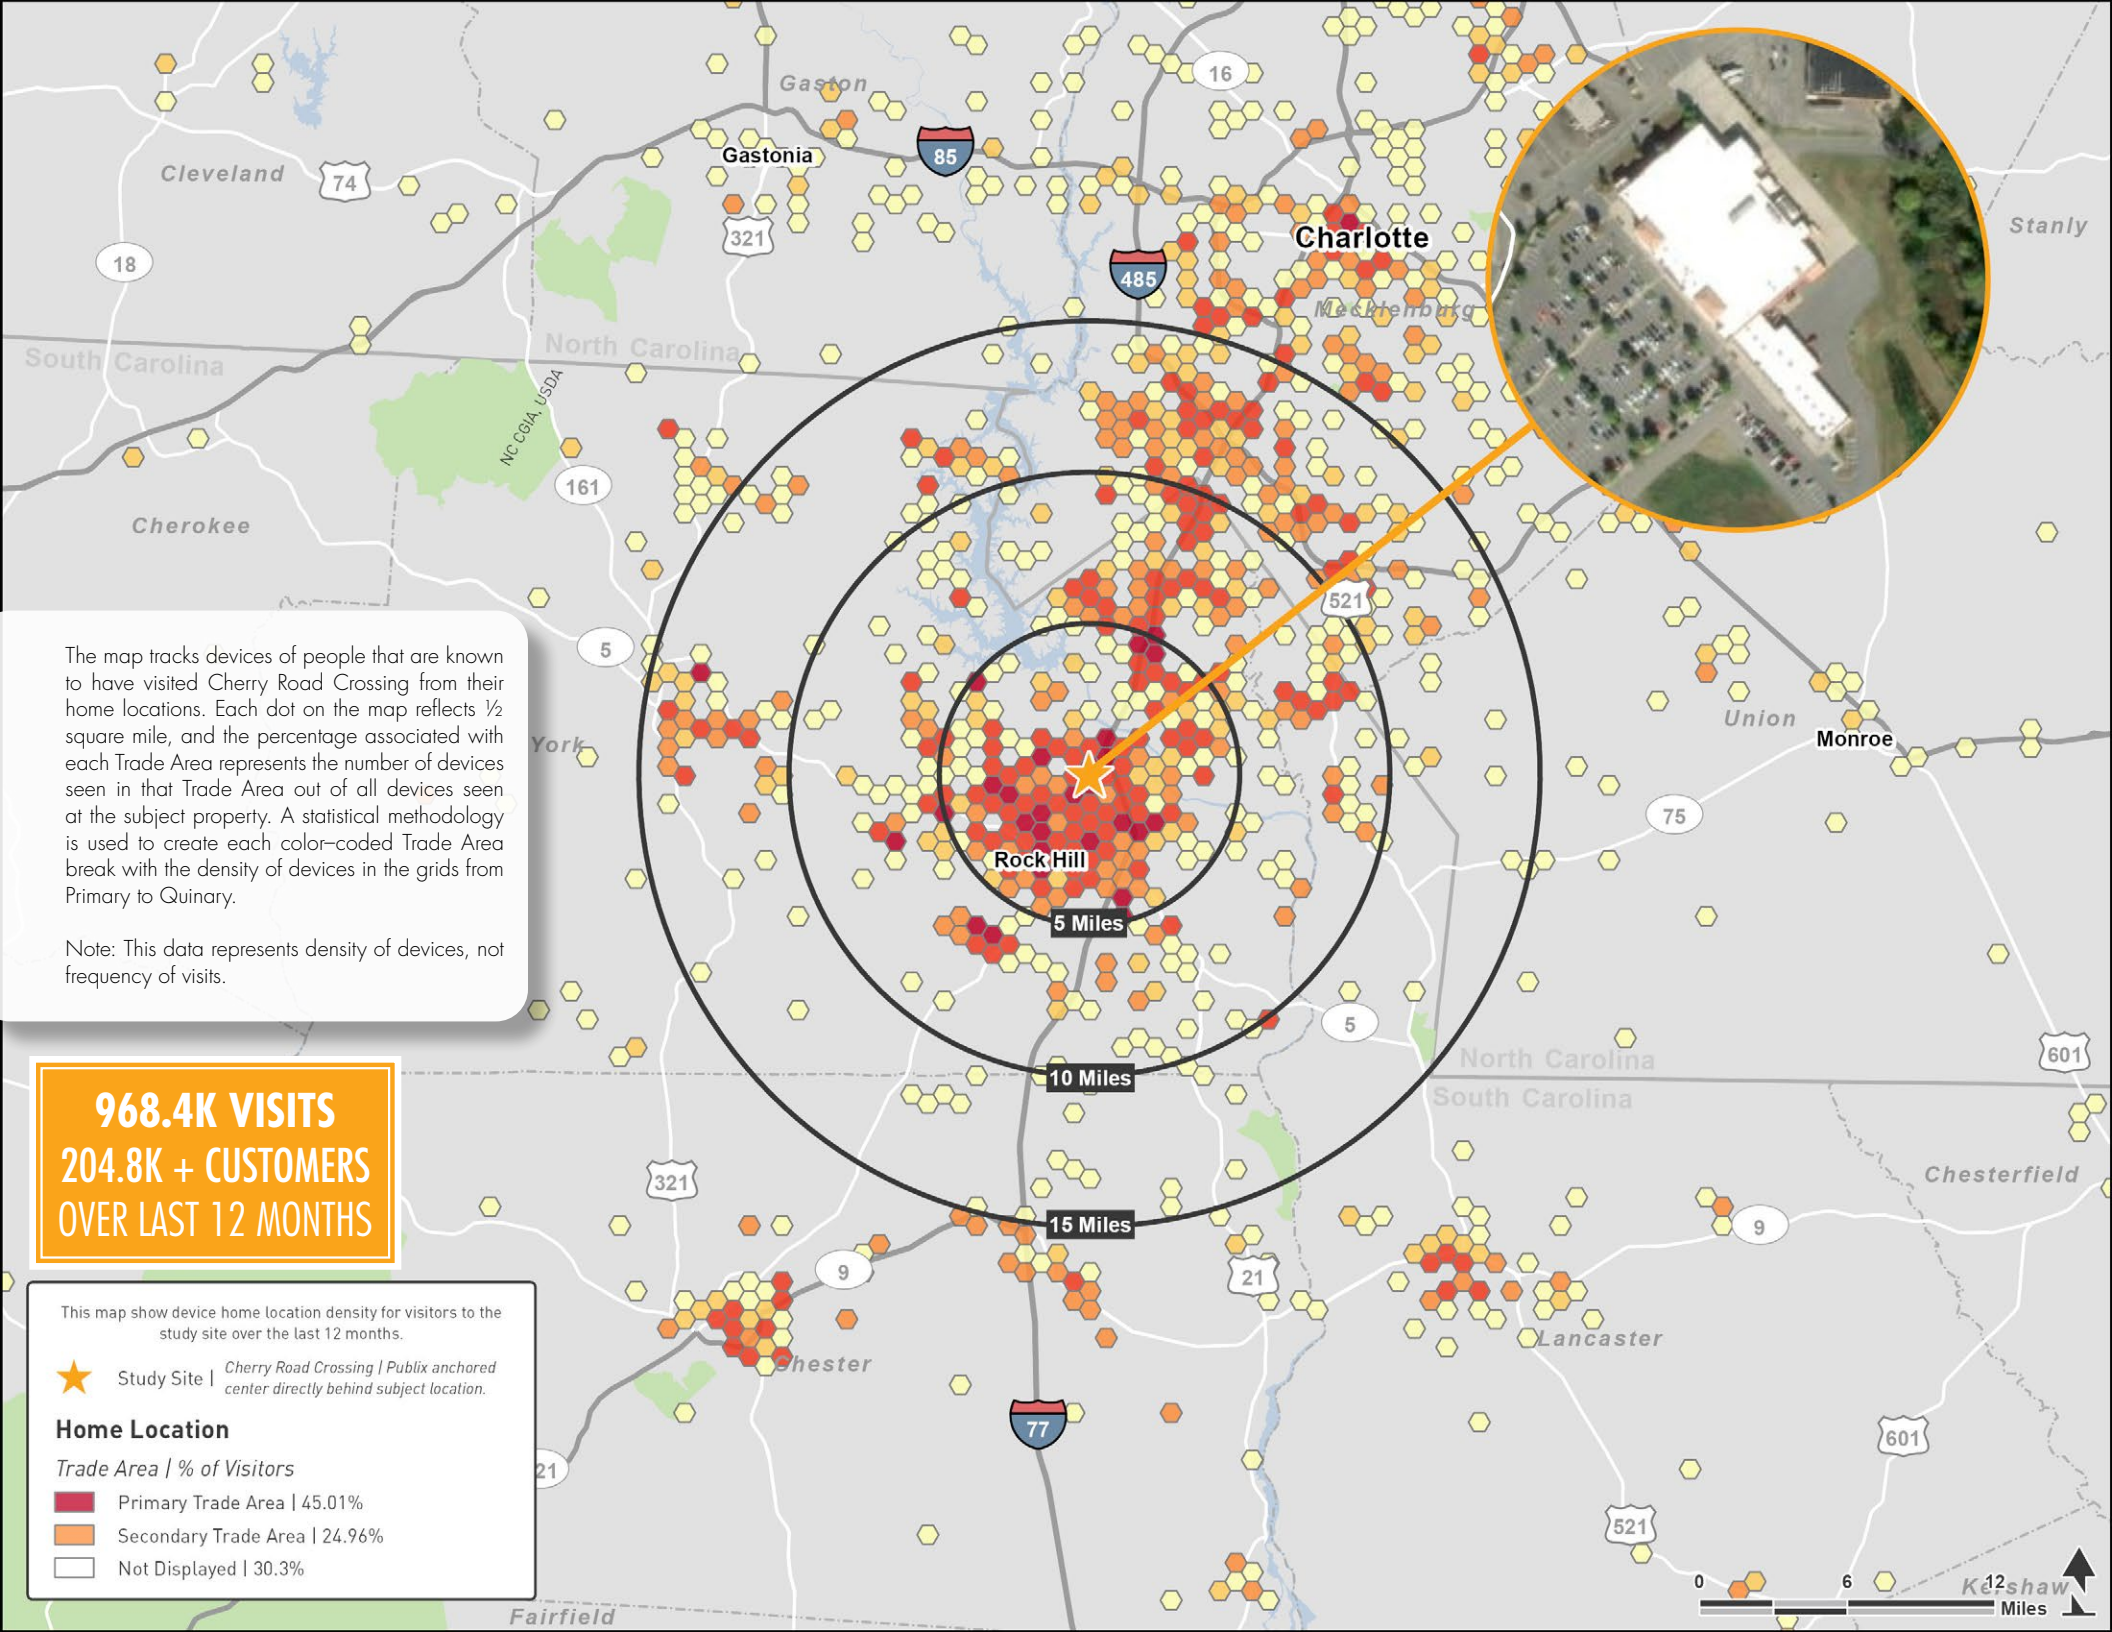 Gaston
16
85
Gastonia
Cleveland
74
321
18
485
Charlotte
Mecklenburg
Stanly
South Carolina
North Carolina
NC CGIA, USDA
161
Cherokee
521
5
The map tracks devices of people that are known
to have visited Cherry Road Crossing from their
home locations. Each dot on the map reflects ½
square mile, and the percentage associated with
each Trade Area represents the number of devices
seen in that Trade Area out of all devices seen
at the subject property. A statistical methodology
is used to create each color–coded Trade Area
break with the density of devices in the grids from
Primary to Quinary.
Note: This data represents density of devices, not
frequency of visits.
York
Union
Monroe
75
Rock Hill
5 Miles
5
10 Miles
North Carolina
South Carolina
601
968.4K VISITS
204.8K + CUSTOMERS
OVER LAST 12 MONTHS
321
Chesterfield
15 Miles
9
9
21
Lancaster
Chester
This map show device home location density for visitors to the
study site over the last 12 months.
Study Site | Cherry Road Crossing | Publix anchored
center directly behind subject location.
Home Location
Trade Area | % of Visitors
Primary Trade Area | 45.01%
Secondary Trade Area | 24.96%
Not Displayed | 30.3%
77
601
21
521
Fairfield
Kershaw
0 6 12
Miles